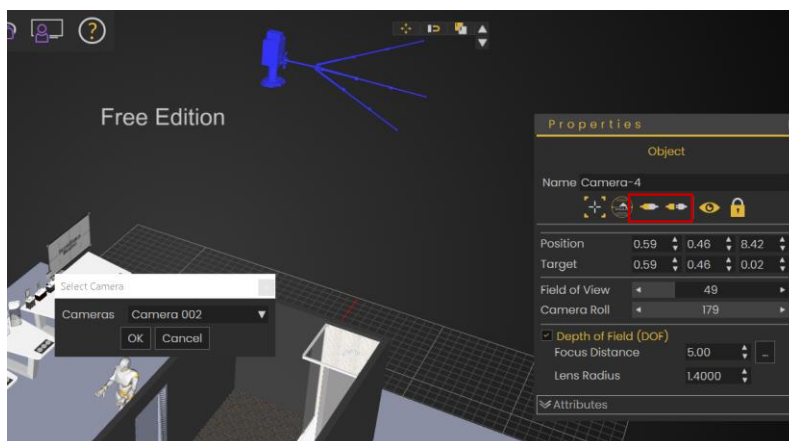 ?
Free Edition
Properties
Object
Name Camera-4
Position 0.59 0.46 8.42
Target 0.59 0.46 0.02
Field of View 49
Camera Roll 179
Depth of Field (DOF)
Focus Distance 5.00 -
Lens Radius 1.4000
Attributes
Select Camera
Cameras Camera 002
OK Cancel